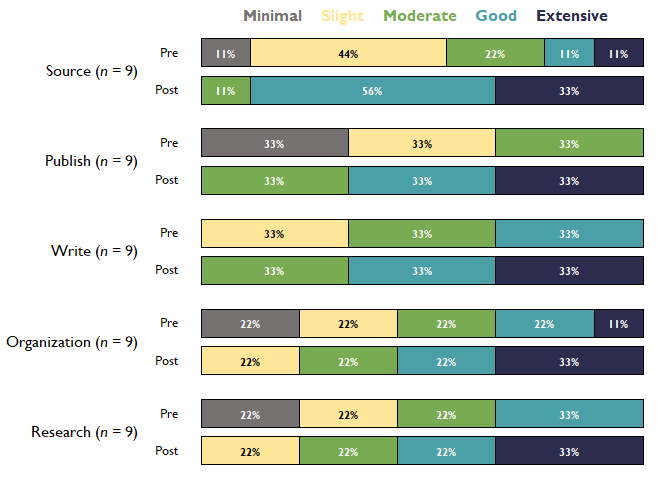 Minimal Slight Moderate Good Extensive
Pre 11% 44% 22% 11% 11%
Source (n = 9)
Post 11% 56% 33%
Pre 33% 33% 33%
Publish (n = 9)
Post 33% 33% 33%
Pre 33% 33% 33%
Write (n = 9)
Post 33% 33% 33%
Pre 22% 22% 22% 22% 11%
Organization (n = 9)
Post 22% 22% 22% 33%
Pre 22% 22% 22% 33%
Research (n = 9)
Post 22% 22% 22% 33%